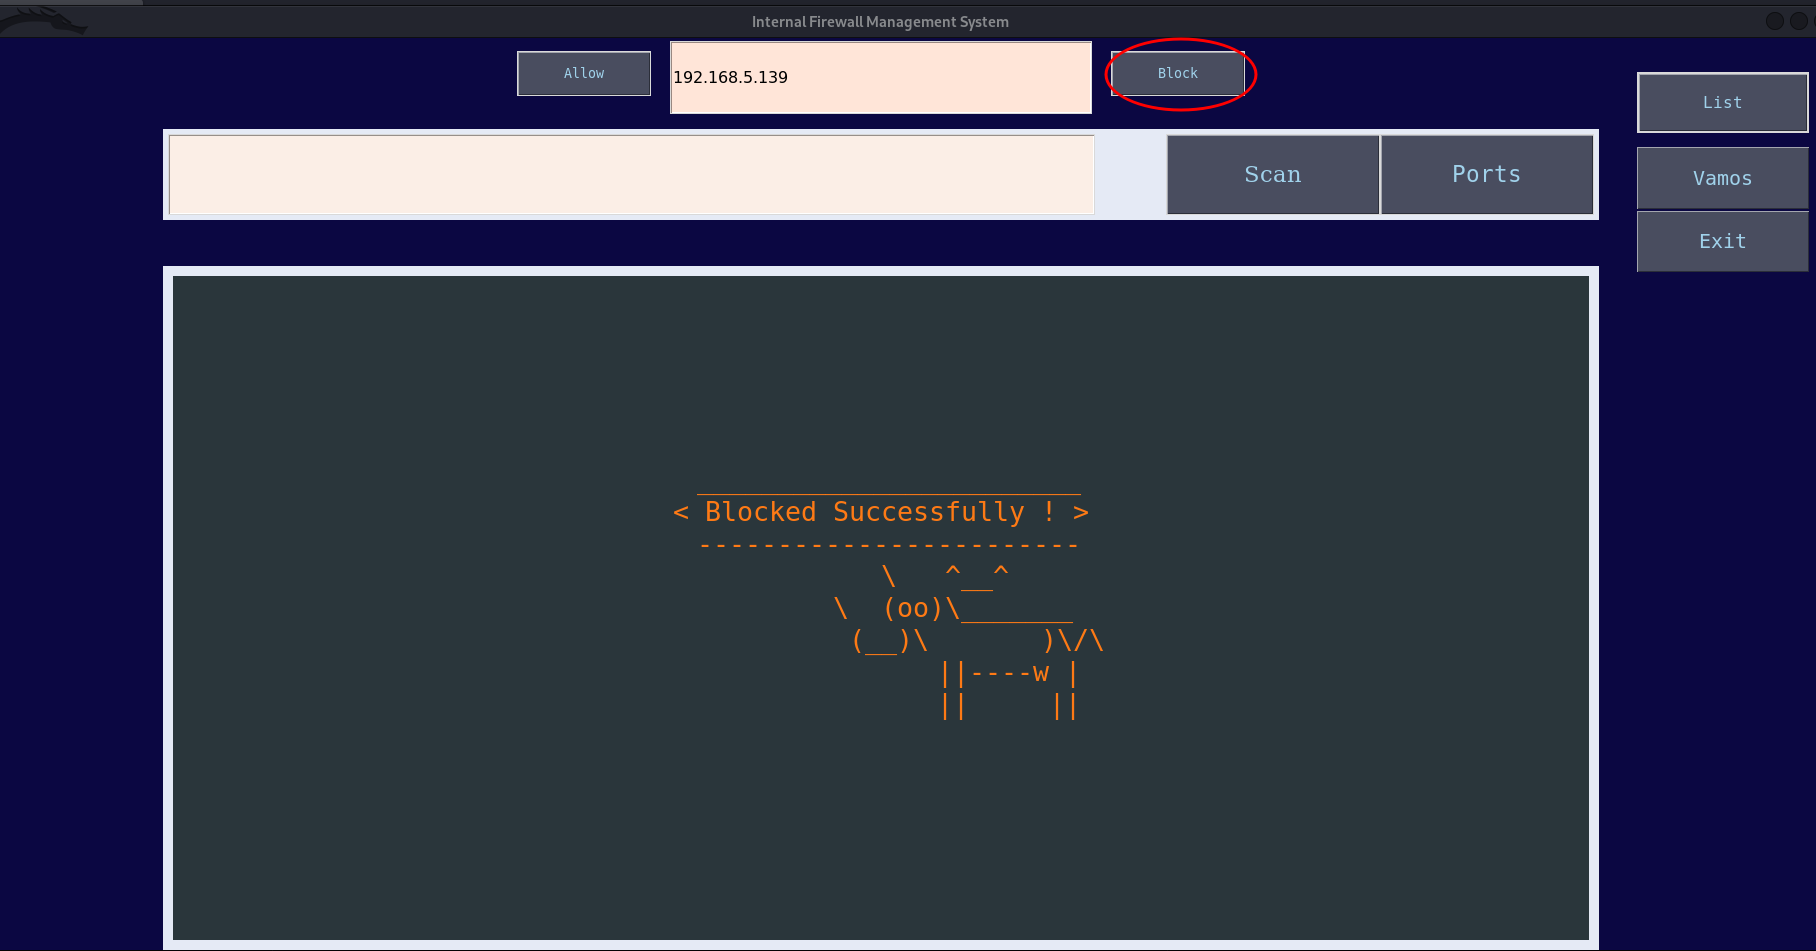 Internal Firewall Management System
Allow
192.168.5.139
Block
List
Scan
Ports
Vamos
Exit
________________________
< Blocked Successfully ! >
------------------------
\   ^__^
\  (oo)\_______
(__)\       )\/\
||----w |
||     ||